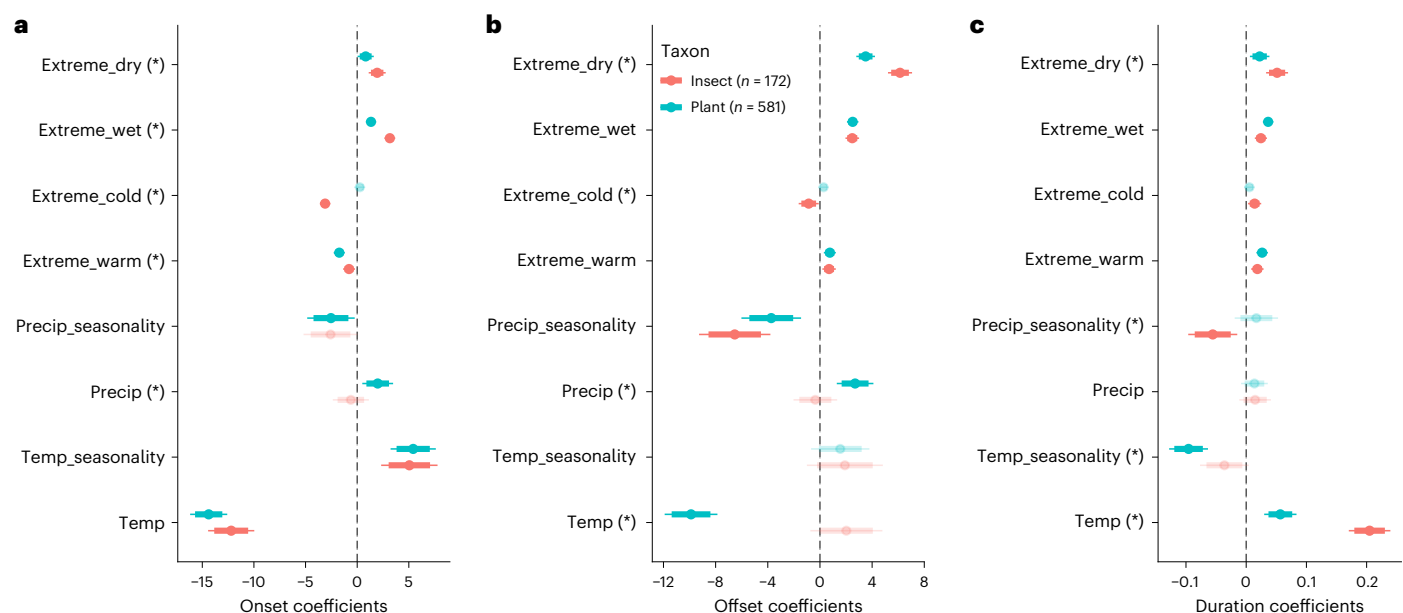 a
Extreme_dry (*)
Extreme_wet (*)
Extreme_cold (*)
Extreme_warm (*)
Precip_seasonality
Precip (*)
Temp_seasonality
Temp
−15 −10 −5 0 5
Onset coefficients
b
Taxon
Insect (n = 172)
Plant (n = 581)
Extreme_dry (*)
Extreme_wet
Extreme_cold (*)
Extreme_warm
Precip_seasonality
Precip (*)
Temp_seasonality
Temp (*)
−12 −8 −4 0 4 8
Offset coefficients
c
Extreme_dry (*)
Extreme_wet
Extreme_cold
Extreme_warm
Precip_seasonality (*)
Precip
Temp_seasonality (*)
Temp (*)
−0.1 0 0.1 0.2
Duration coefficients